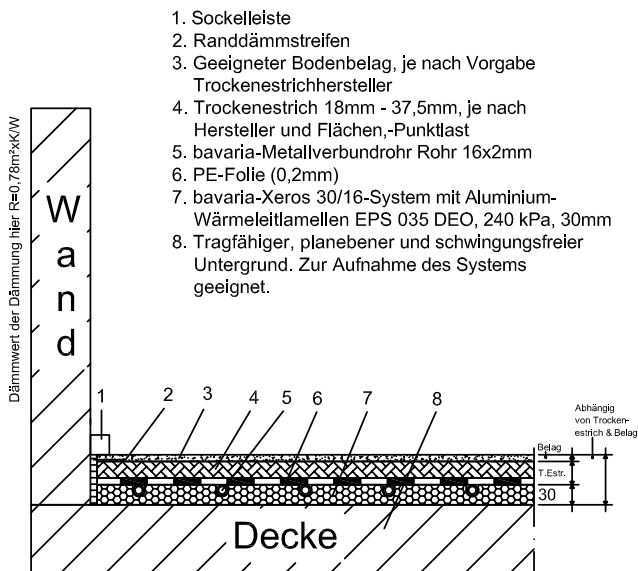 1. Sockelleiste
2. Randdämmstreifen
3. Geeigneter Bodenbelag, je nach Vorgabe
Trockenestrichhersteller
4. Trockenestrich 18mm - 37,5mm, je nach
Hersteller und Flächen,-Punktlast
5. bavaria-Metallverbundrohr Rohr 16x2mm
6. PE-Folie (0,2mm)
7. bavaria-Xeros 30/16-System mit Aluminium-
Wärmeleitlamellen EPS 035 DEO, 240 kPa, 30mm
8. Tragfähiger, planebener und schwingungsfreier
Untergrund. Zur Aufnahme des Systems
geeignet.
Dämmwert der Dämmung hier R=0,78m²xK/W
Wand
1
2
3
4
5
6
7
8
Abhängig
von Trocken-
estrich & Belag
Belag
T.Estr.
30
Decke